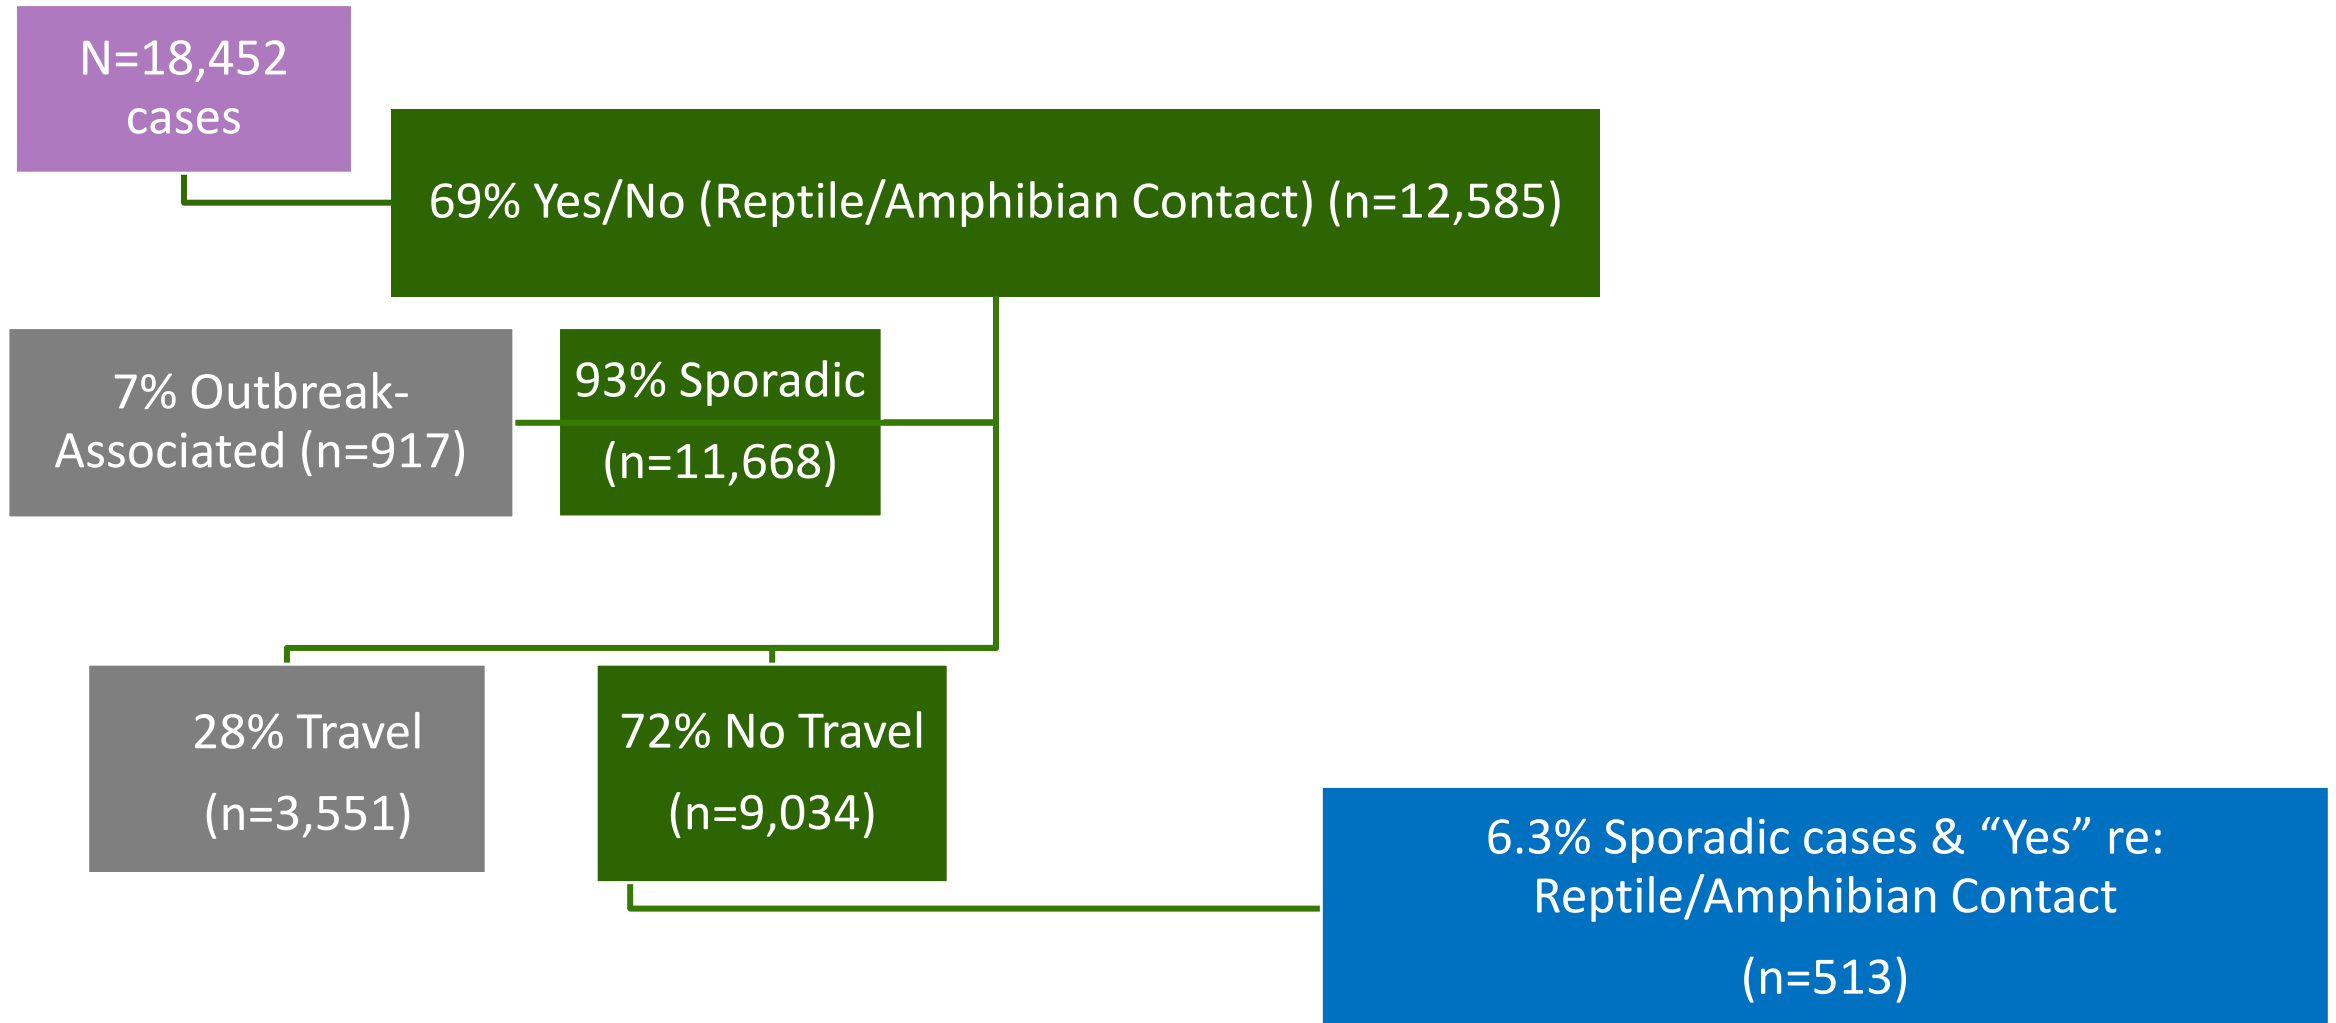 N=18,452
cases
69% Yes/No (Reptile/Amphibian Contact) (n=12,585)
7% Outbreak-
Associated (n=917)
93% Sporadic
(n=11,668)
28% Travel
(n=3,551)
72% No Travel
(n=9,034)
6.3% Sporadic cases & “Yes” re:
Reptile/Amphibian Contact
(n=513)